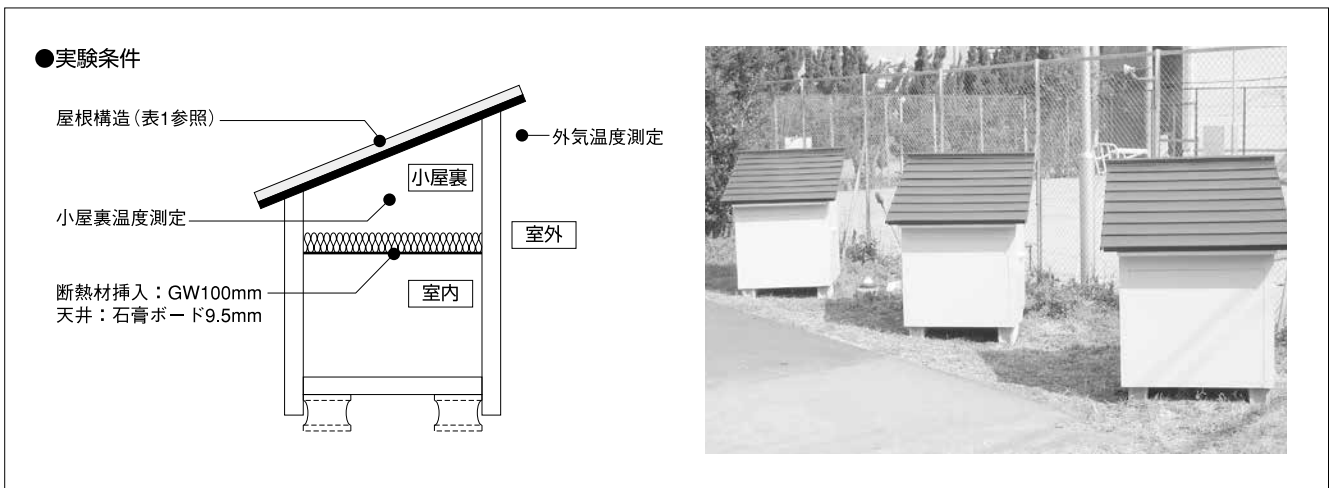 ●実験条件
屋根構造(表1参照)
外気温度測定
小屋裏
小屋裏温度測定
室外
断熱材挿入：GW100mm
天井：石膏ボード9.5mm
室内